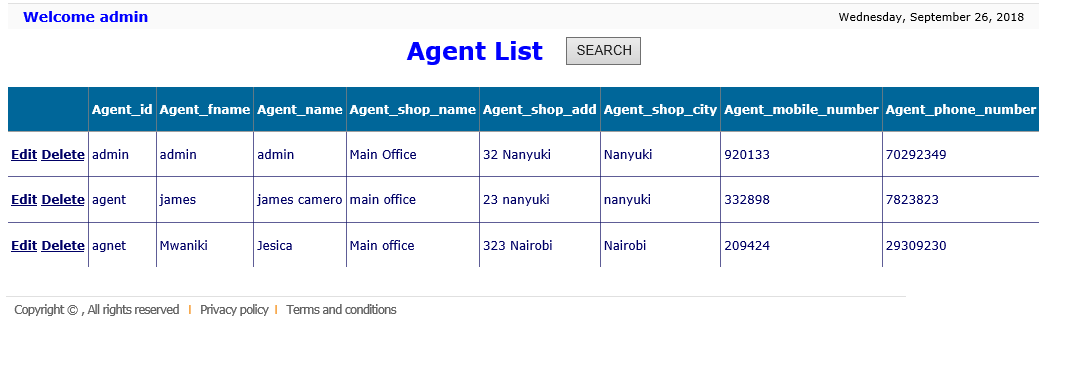 Welcome admin Wednesday, September 26, 2018
Agent List SEARCH
Agent_id Agent_fname Agent_name Agent_shop_name Agent_shop_add Agent_shop_city Agent_mobile_number Agent_phone_number
Edit Delete admin admin admin Main Office 32 Nanyuki Nanyuki 920133 70292349
Edit Delete agent james james camero main office 23 nanyuki nanyuki 332898 7823823
Edit Delete agnet Mwaniki Jesica Main office 323 Nairobi Nairobi 209424 29309230
Copyright © , All rights reserved | Privacy policy | Terms and conditions